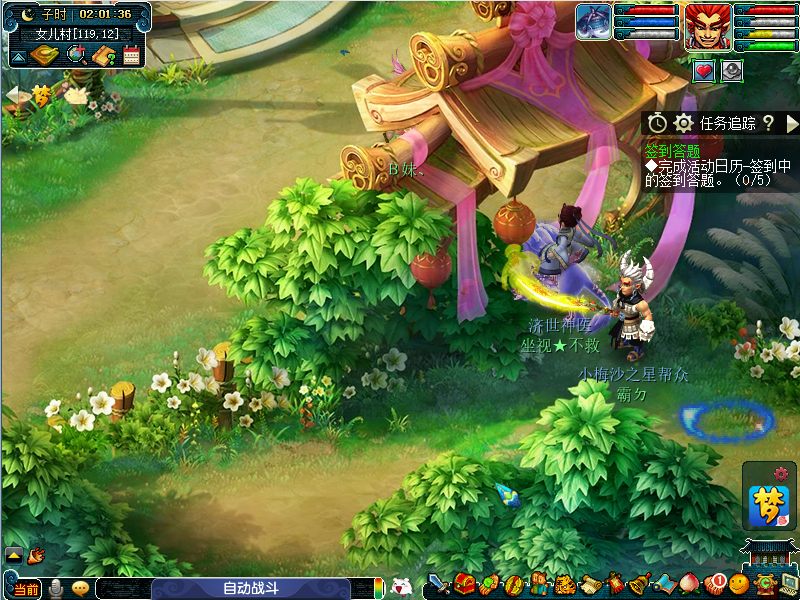 子时 02:01:36
女儿村[119,12]
梦
任务追踪 ?
签到答题
◆完成活动日历-签到中
的签到答题。(0/5)
B妹、
济世神医
坐视★不救
小梅沙之星帮众
霸ㄉ
梦
当前
自动战斗